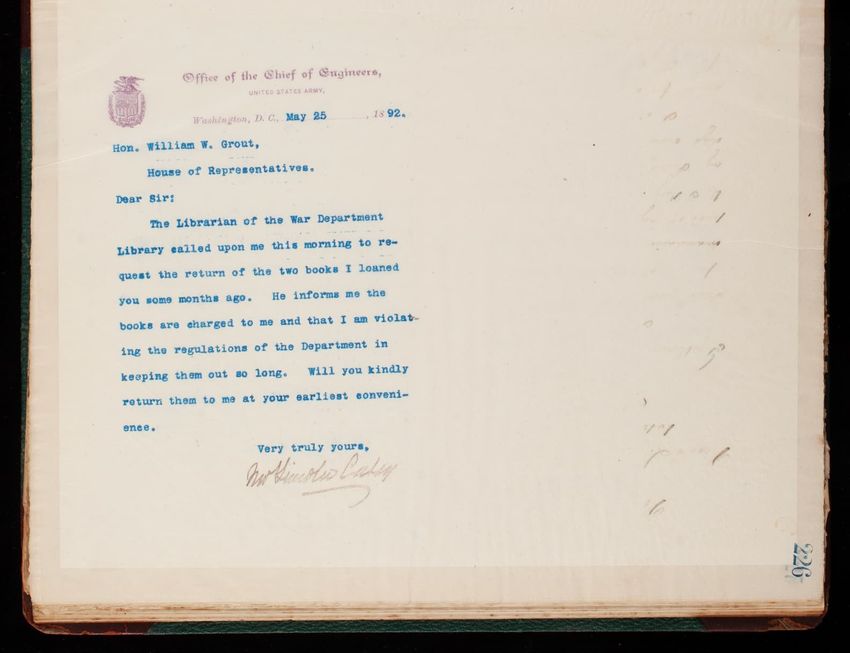 Office of the Chief of Engineers,
UNITED STATES ARMY,
Washington, D. C., May 25, 1892.
Hon. William W. Grout,
House of Representatives.
Dear Sir:
The Librarian of the War Department
Library called upon me this morning to re-
quest the return of the two books I loaned
you some months ago. He informs me the
books are charged to me and that I am violat-
ing the regulations of the Department in
keeping them out so long. Will you kindly
return them to me at your earliest conveni-
ence.
Very truly yours,
Lincoln Casey
226